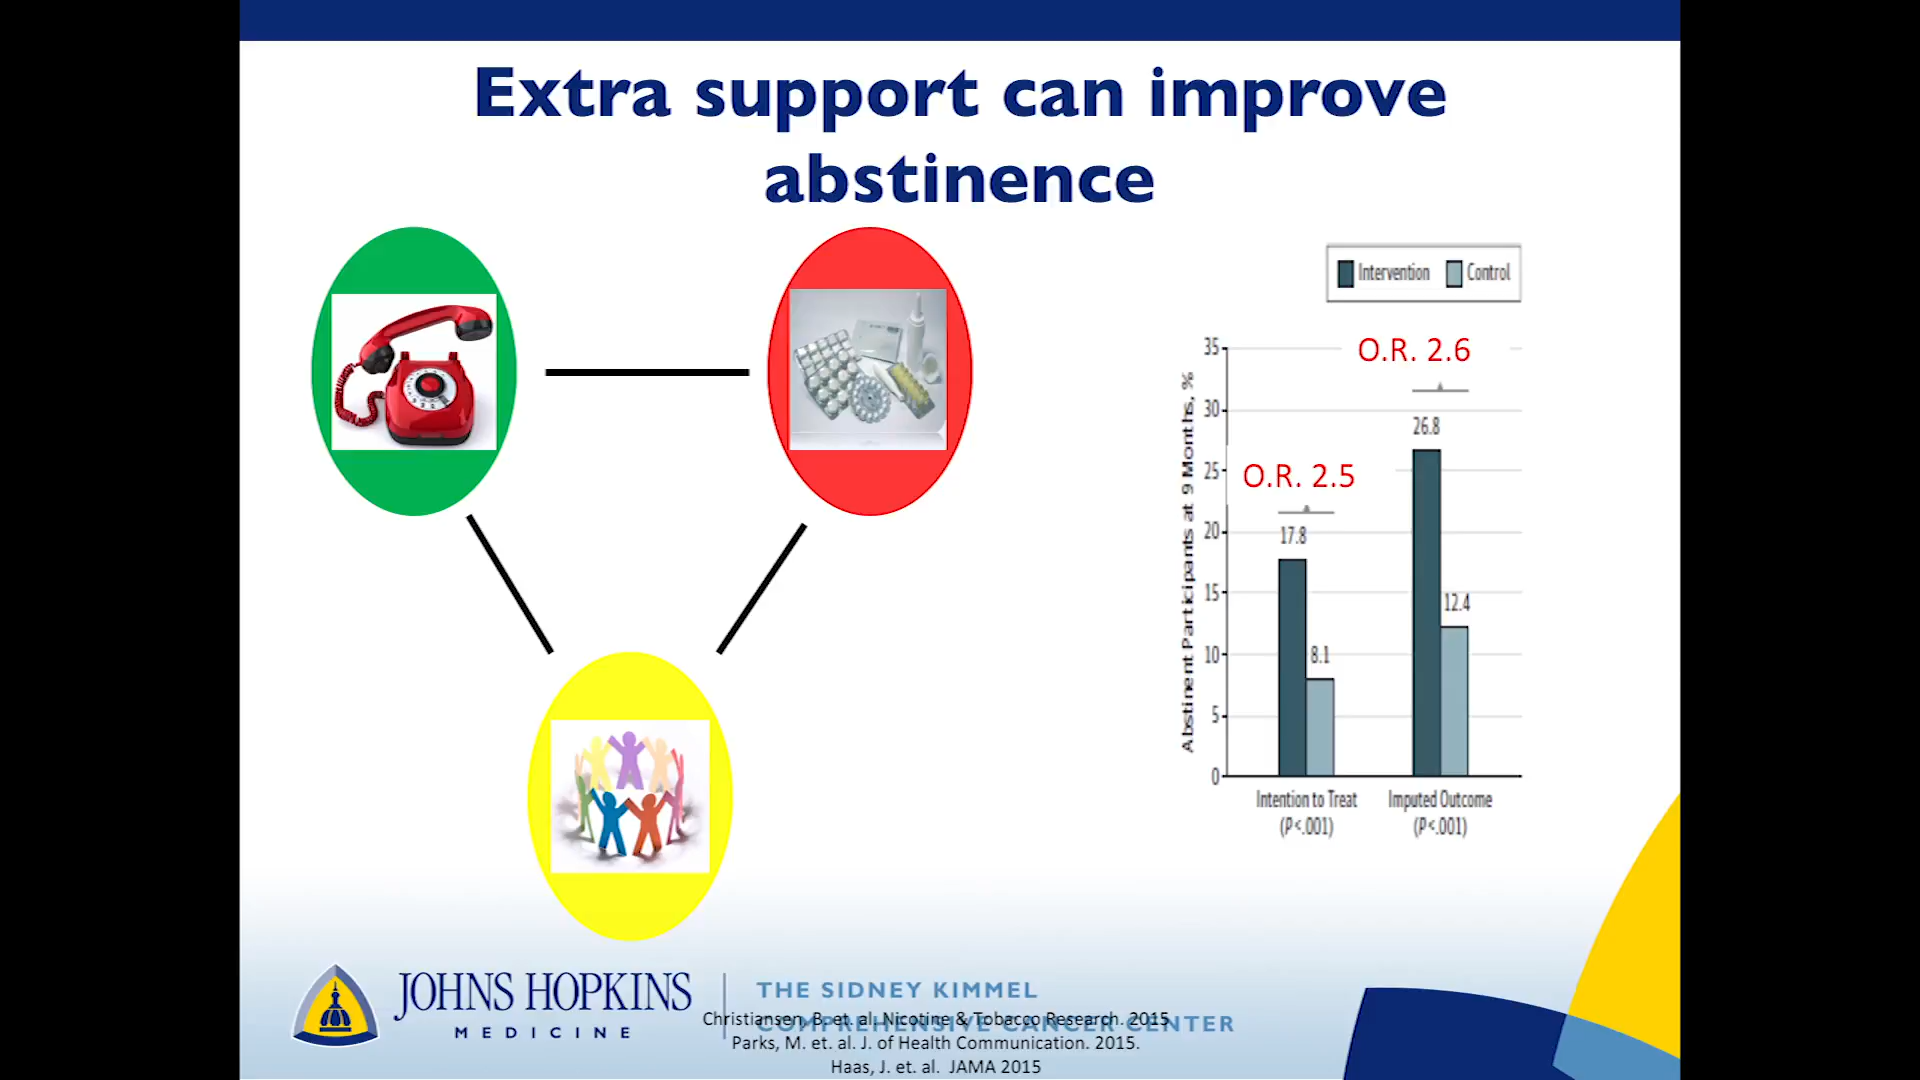 Extra support can improve
abstinence
Intervention Control
Abstinent Participants at 9 Months, %
35
30
25
20
15
10
5
0
O.R. 2.5
O.R. 2.6
17.8
8.1
26.8
12.4
Intention to Treat
(P<.001)
Imputed Outcome
(P<.001)
JOHNS HOPKINS
MEDICINE
THE SIDNEY KIMMEL
COMPREHENSIVE CANCER CENTER
Christiansen, B. et. al. Nicotine & Tobacco Research. 2015
Parks, M. et. al. J. of Health Communication. 2015.
Haas, J. et. al. JAMA 2015